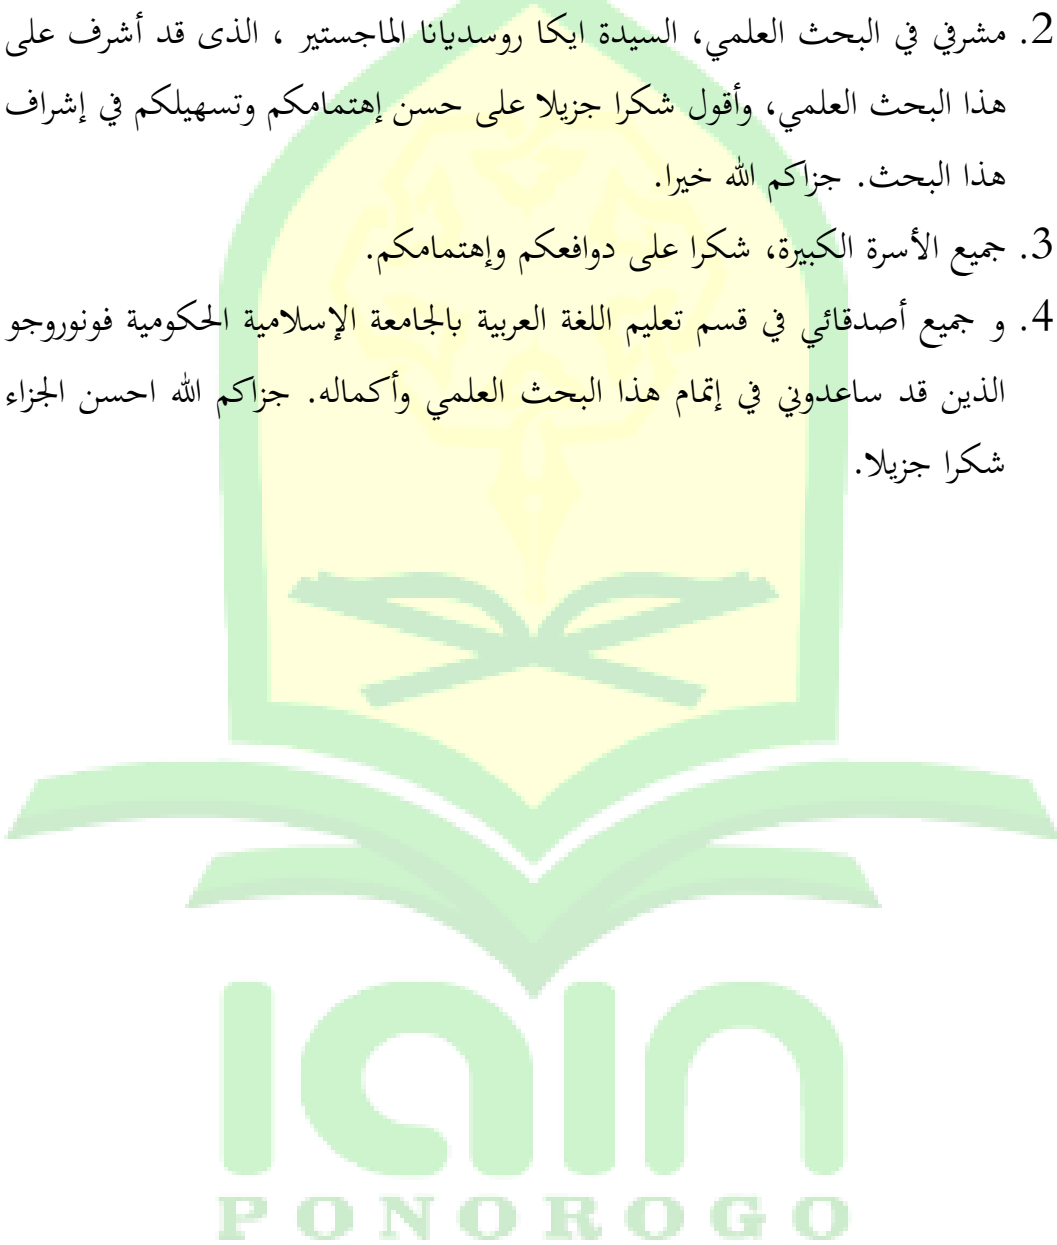 2. مشرفي في البحث العلمي، السيدة ايكا روسديانا الماجستير ، الذى قد أشرف على
هذا البحث العلمي، وأقول شكرا جزيلا على حسن إهتمامكم وتسهيلكم في إشراف
هذا البحث. جزاكم الله خيرا.
3. جميع الأسرة الكبيرة، شكرا على دوافعكم وإهتمامكم.
4. و جميع أصدقائي في قسم تعليم اللغة العربية بالجامعة الإسلامية الحكومية فونوروجو
الذين قد ساعدوني في إتمام هذا البحث العلمي وأكماله. جزاكم الله احسن الجزاء
شكرا جزيلا.
iain
PONOROGO